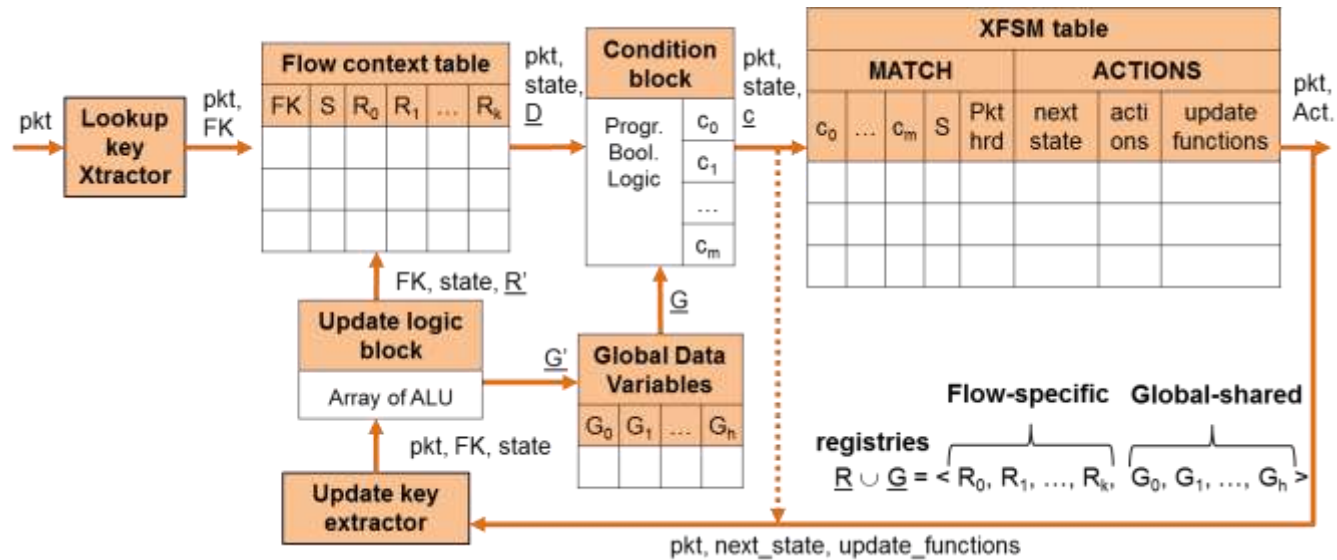 pkt
Lookup
key
Xtractor
pkt,
FK
Flow context table
FK S R₀ R₁ … Rₖ
pkt,
state,
D
Condition
block
Progr.
Bool.
Logic
c₀
c₁
…
cₘ
pkt,
state,
c
XFSM table
MATCH ACTIONS
c₀ … cₘ S Pkt hrd next state acti ons update functions
pkt,
Act.
FK, state, R'
Update logic
block
Array of ALU
G'
G
Global Data
Variables
G₀ G₁ … Gₕ
pkt, FK, state
Update key
extractor
Flow-specific Global-shared
registries
R ∪ G = < R₀, R₁, …, Rₖ, G₀, G₁, …, Gₕ >
pkt, next_state, update_functions